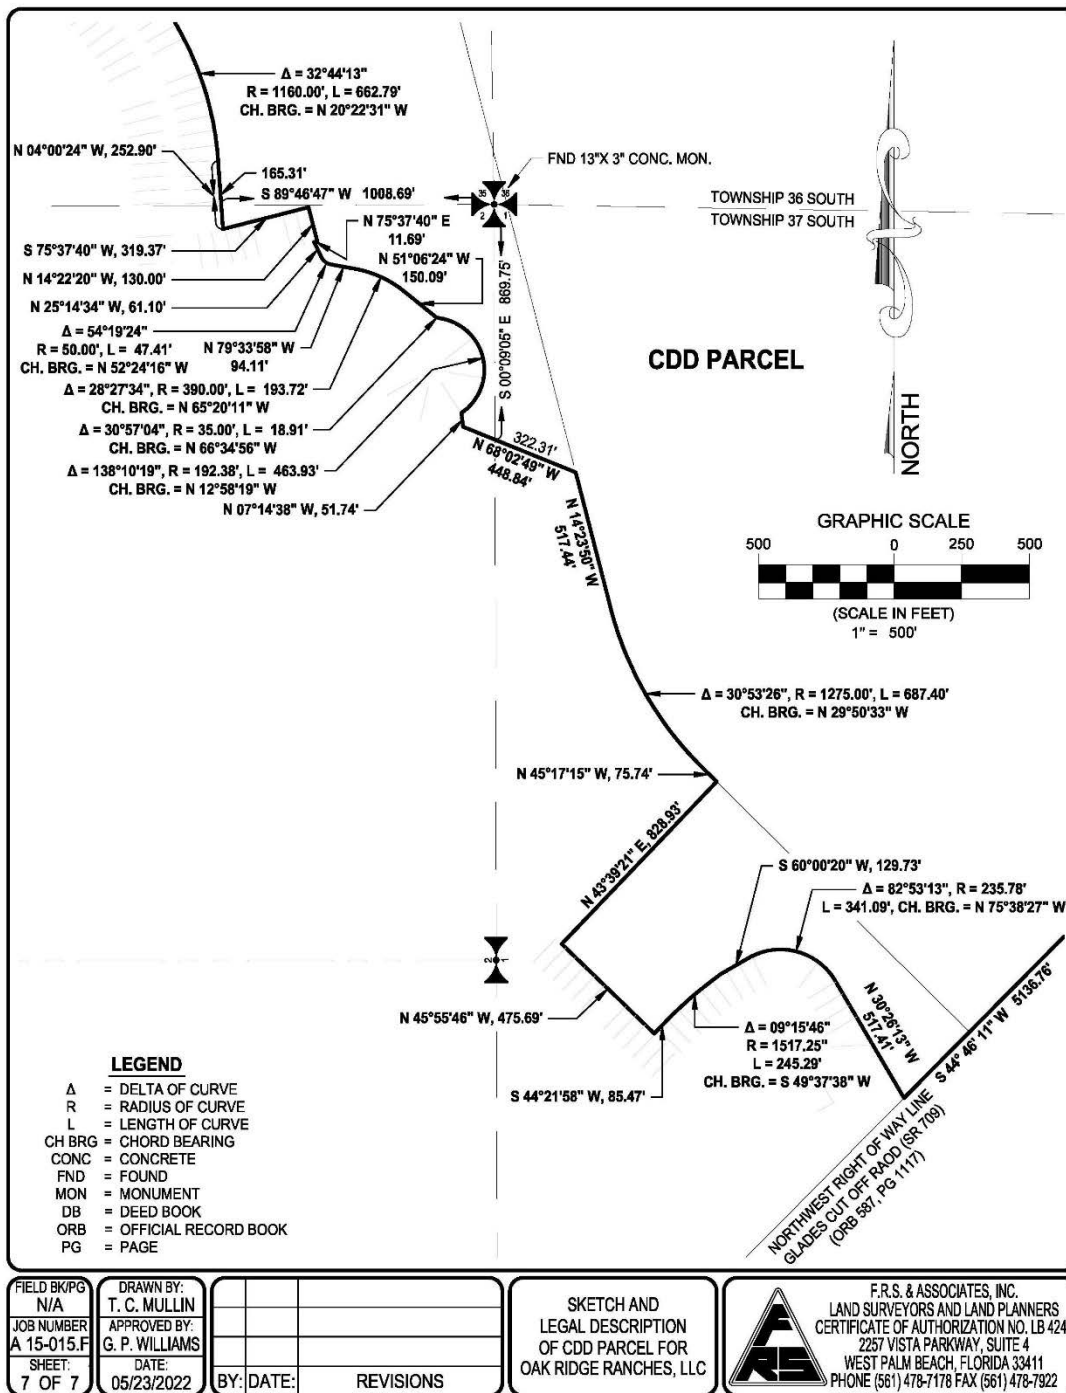 Δ = 32°44'13"
R = 1160.00', L = 662.79'
CH. BRG. = N 20°22'31" W
N 04°00'24" W, 252.90'
165.31'
S 89°46'47" W 1008.69'
FND 13"X 3" CONC. MON.
35 36
2 1
TOWNSHIP 36 SOUTH
TOWNSHIP 37 SOUTH
N 75°37'40" E
11.69'
S 75°37'40" W, 319.37'
N 51°06'24" W
150.09'
N 14°22'20" W, 130.00'
S 00°09'05" E 869.75'
N 25°14'34" W, 61.10'
Δ = 54°19'24"
R = 50.00', L = 47.41'
CH. BRG. = N 52°24'16" W
N 79°33'58" W
94.11'
CDD PARCEL
Δ = 28°27'34", R = 390.00', L = 193.72'
CH. BRG. = N 65°20'11" W
Δ = 30°57'04", R = 35.00', L = 18.91'
CH. BRG. = N 66°34'56" W
Δ = 138°10'19", R = 192.38', L = 463.93'
CH. BRG. = N 12°58'19" W
N 07°14'38" W, 51.74'
322.31'
N 68°02'49" W
448.84'
NORTH
N 14°23'50" W
517.44'
GRAPHIC SCALE
500 0 250 500
(SCALE IN FEET)
1" = 500'
Δ = 30°53'26", R = 1275.00', L = 687.40'
CH. BRG. = N 29°50'33" W
N 45°17'15" W, 75.74'
N 43°39'21" E, 828.93'
S 60°00'20" W, 129.73'
Δ = 82°53'13", R = 235.78'
L = 341.09', CH. BRG. = N 75°38'27" W
2
1
N 45°55'46" W, 475.69'
N 30°26'13" W
517.41'
S 44° 46' 11" W 5136.76'
Δ = 09°15'46"
R = 1517.25"
L = 245.29'
CH. BRG. = S 49°37'38" W
S 44°21'58" W, 85.47'
NORTHWEST RIGHT OF WAY LINE
GLADES CUT OFF RAOD (SR 709)
(ORB 587, PG 1117)
LEGEND
Δ = DELTA OF CURVE
R = RADIUS OF CURVE
L = LENGTH OF CURVE
CH BRG = CHORD BEARING
CONC = CONCRETE
FND = FOUND
MON = MONUMENT
DB = DEED BOOK
ORB = OFFICIAL RECORD BOOK
PG = PAGE
FIELD BK/PG
N/A
JOB NUMBER
A 15-015.F
SHEET:
7 OF 7
DRAWN BY:
T. C. MULLIN
APPROVED BY:
G. P. WILLIAMS
DATE:
05/23/2022
BY: DATE: REVISIONS
SKETCH AND
LEGAL DESCRIPTION
OF CDD PARCEL FOR
OAK RIDGE RANCHES, LLC
FRS
F.R.S. & ASSOCIATES, INC.
LAND SURVEYORS AND LAND PLANNERS
CERTIFICATE OF AUTHORIZATION NO. LB 424
2257 VISTA PARKWAY, SUITE 4
WEST PALM BEACH, FLORIDA 33411
PHONE (561) 478-7178 FAX (561) 478-7922